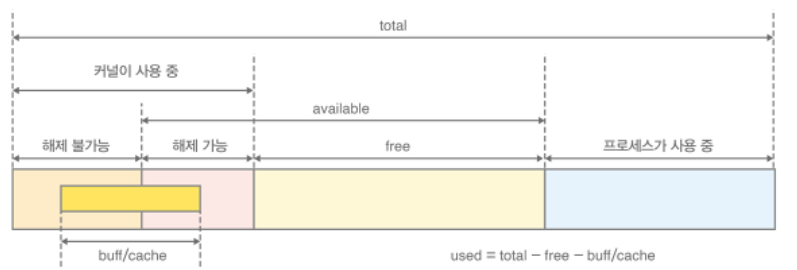 total
커널이 사용 중
available
해제 불가능
해제 가능
free
프로세스가 사용 중
buff/cache
used = total − free − buff/cache